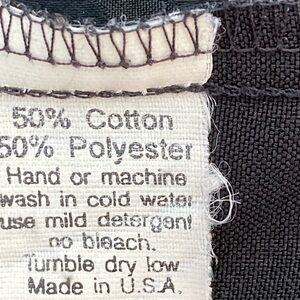 50% Cotton
50% Polyester
Hand or machine
wash in cold water
use mild detergent
no bleach.
Tumble dry low
Made in U.S.A.